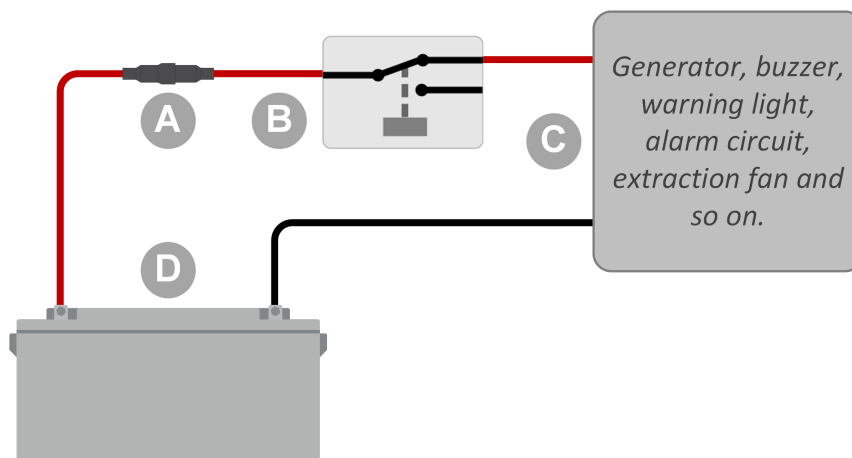 A
B
C
D
Generator, buzzer,
warning light,
alarm circuit,
extraction fan and
so on.